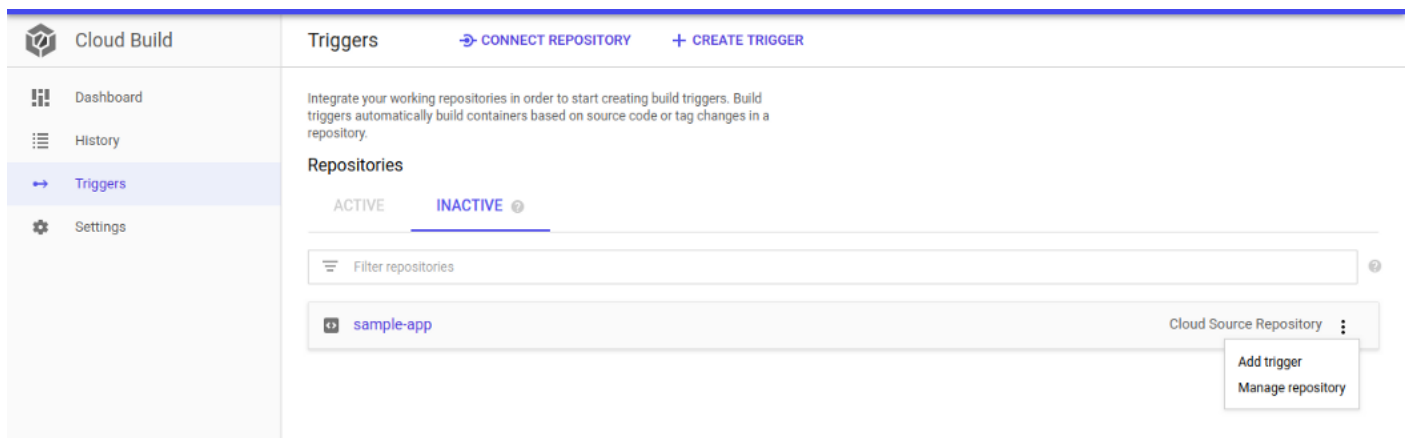 Cloud Build
Triggers
CONNECT REPOSITORY
CREATE TRIGGER
Dashboard
History
Triggers
Settings
Integrate your working repositories in order to start creating build triggers. Build
triggers automatically build containers based on source code or tag changes in a
repository.
Repositories
ACTIVE
INACTIVE
Filter repositories
sample-app
Cloud Source Repository
Add trigger
Manage repository